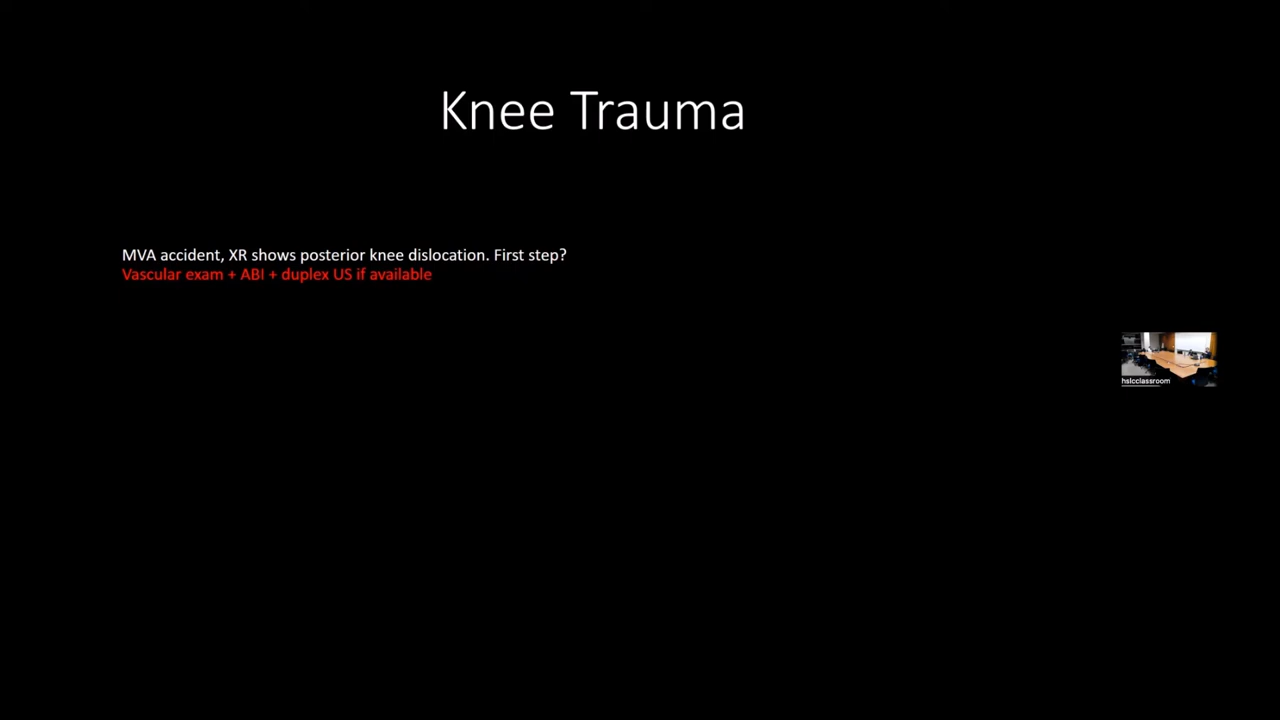 Knee Trauma
MVA accident, XR shows posterior knee dislocation. First step?
Vascular exam + ABI + duplex US if available
hslcclassroom